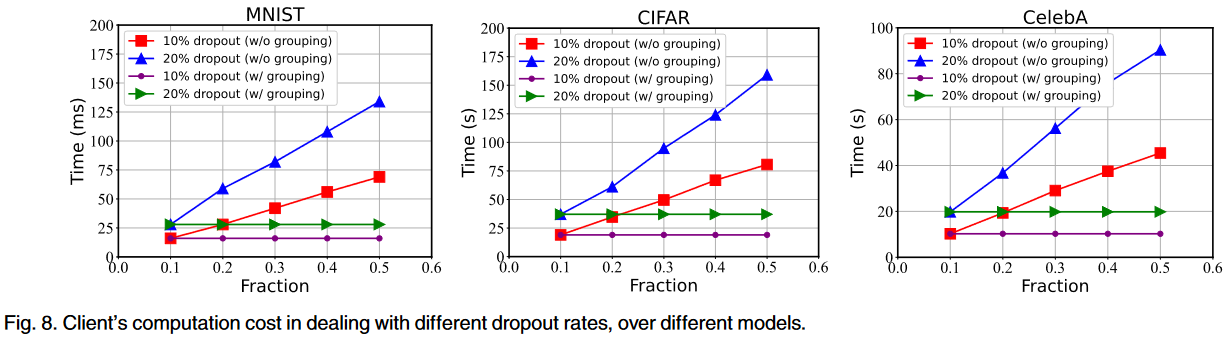 MNIST
200
175
150
125
100
75
50
25
0
Time (ms)
10% dropout (w/o grouping)
20% dropout (w/o grouping)
10% dropout (w/ grouping)
20% dropout (w/ grouping)
0.0 0.1 0.2 0.3 0.4 0.5 0.6
Fraction
CIFAR
200
175
150
125
100
75
50
25
0
Time (s)
10% dropout (w/o grouping)
20% dropout (w/o grouping)
10% dropout (w/ grouping)
20% dropout (w/ grouping)
0.0 0.1 0.2 0.3 0.4 0.5 0.6
Fraction
CelebA
100
80
60
40
20
0
Time (s)
10% dropout (w/o grouping)
20% dropout (w/o grouping)
10% dropout (w/ grouping)
20% dropout (w/ grouping)
0.0 0.1 0.2 0.3 0.4 0.5 0.6
Fraction
Fig. 8. Client's computation cost in dealing with different dropout rates, over different models.